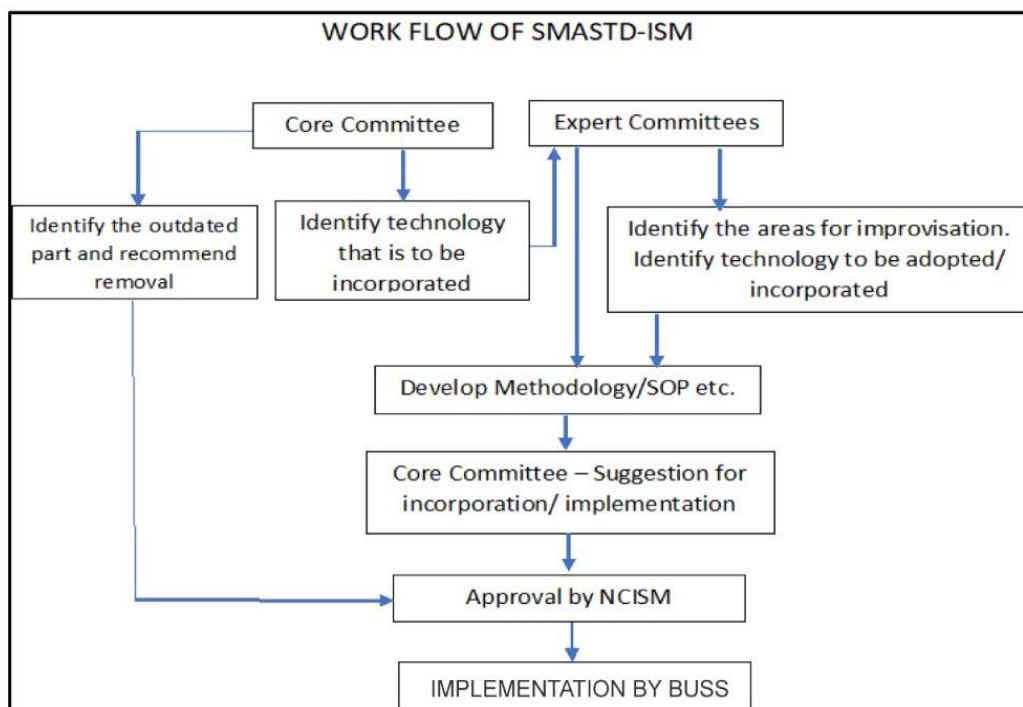 WORK FLOW OF SMASTD-ISM
Core Committee
Expert Committees
Identify the outdated
part and recommend
removal
Identify technology
that is to be
incorporated
Identify the areas for improvisation.
Identify technology to be adopted/
incorporated
Develop Methodology/SOP etc.
Core Committee – Suggestion for
incorporation/ implementation
Approval by NCISM
IMPLEMENTATION BY BUSS